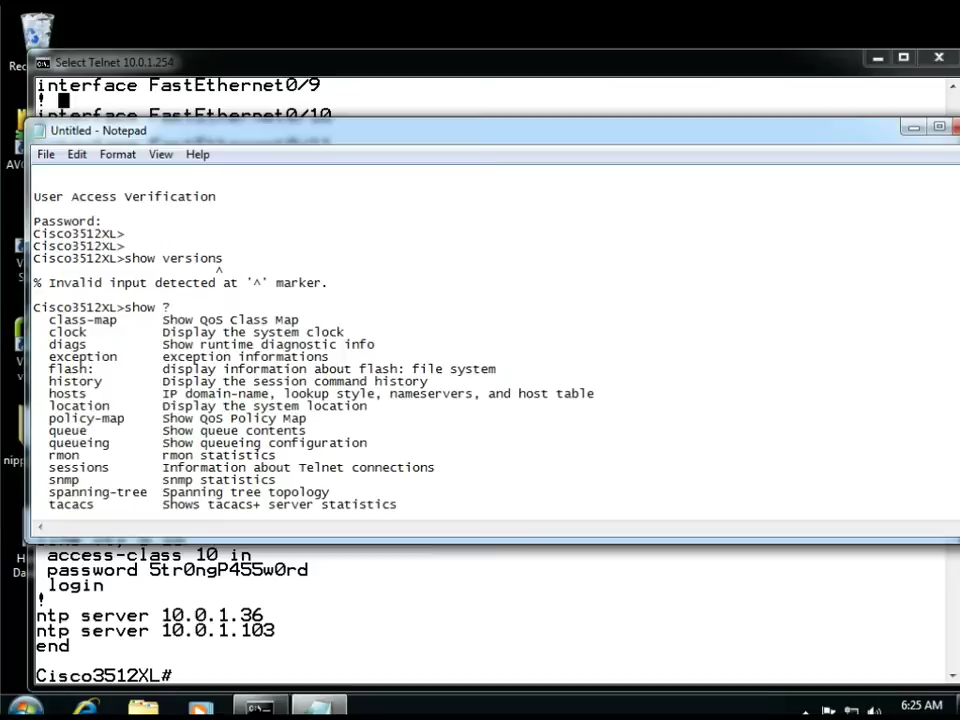 Rec
Select Telnet 10.0.1.254
interface FastEthernet0/9
!
interface FastEthernet0/10
Untitled - Notepad
File Edit Format View Help
User Access Verification
Password:
Cisco3512XL>
Cisco3512XL>
Cisco3512XL>show versions
^
% Invalid input detected at '^' marker.
Cisco3512XL>show ?
class-map Show QoS Class Map
clock Display the system clock
diags Show runtime diagnostic info
exception exception informations
flash: display information about flash: file system
history Display the session command history
hosts IP domain-name, lookup style, nameservers, and host table
location Display the system location
policy-map Show QoS Policy Map
queue Show queue contents
queueing Show queueing configuration
rmon rmon statistics
sessions Information about Telnet connections
snmp snmp statistics
spanning-tree Spanning tree topology
tacacs Shows tacacs+ server statistics
access-class 10 in
password 5tr0ngP455w0rd
login
!
ntp server 10.0.1.36
ntp server 10.0.1.103
end
Cisco3512XL#
AV
nipp
H
Da
6:25 AM